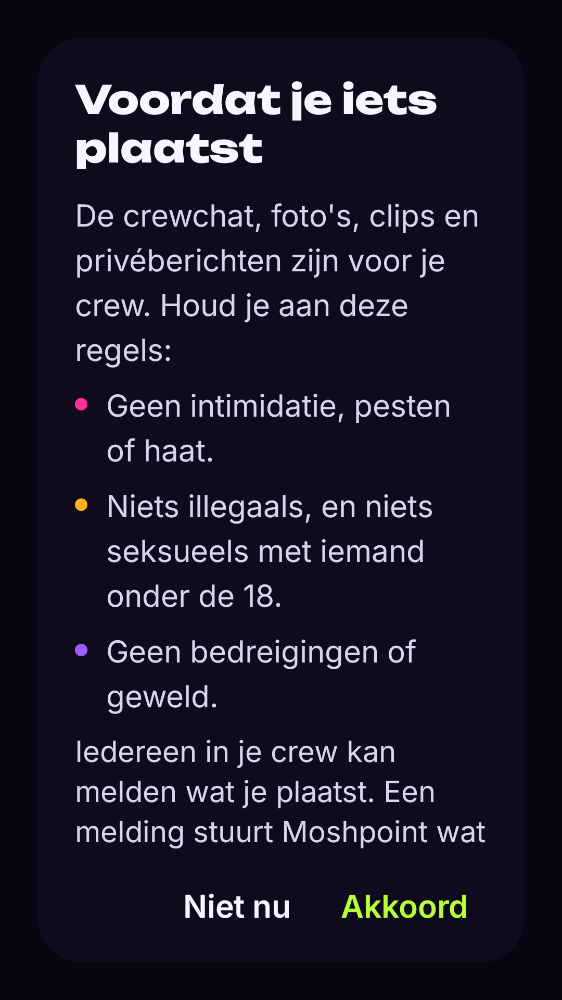 Voordat je iets
plaatst
De crewchat, foto's, clips en
privéberichten zijn voor je
crew. Houd je aan deze
regels:
Geen intimidatie, pesten
of haat.
Niets illegaals, en niets
seksueels met iemand
onder de 18.
Geen bedreigingen of
geweld.
Iedereen in je crew kan
melden wat je plaatst. Een
melding stuurt Moshpoint wat
Niet nu Akkoord